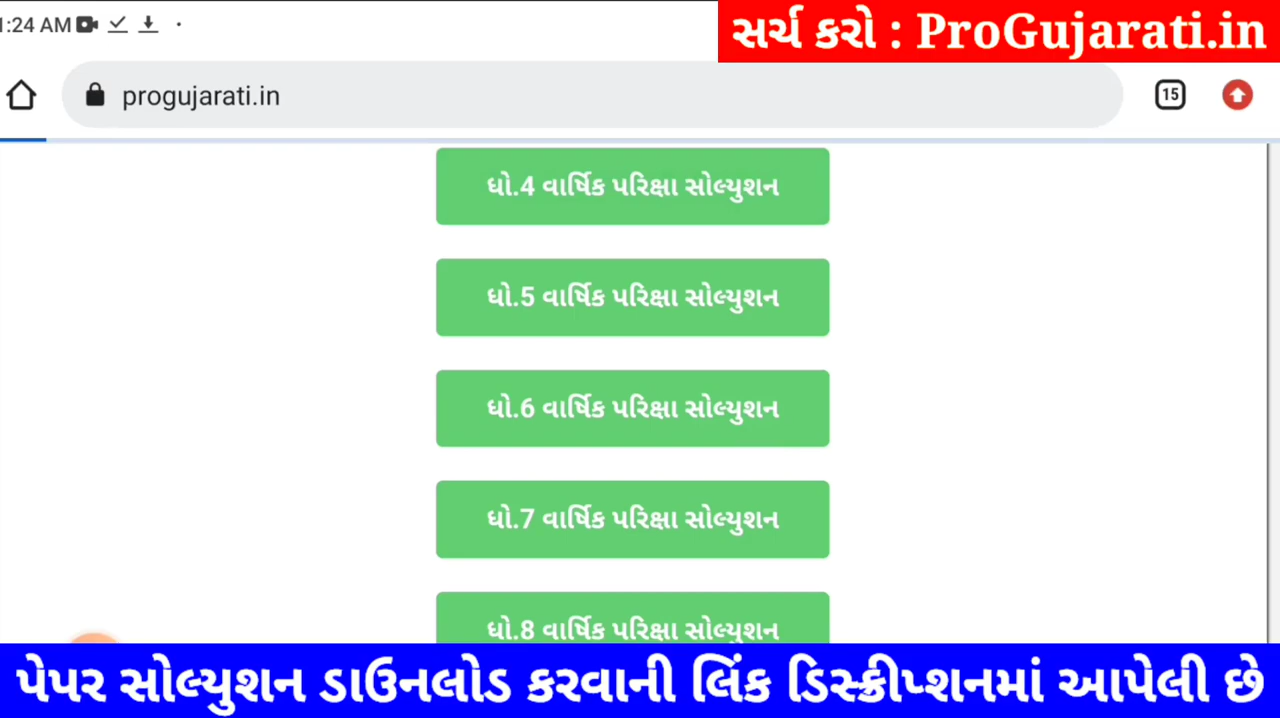 1:24 AM
સર્ચ કરો : ProGujarati.in
progujarati.in
15
ધો.4 વાર્ષિક પરિક્ષા સોલ્યુશન
ધો.5 વાર્ષિક પરિક્ષા સોલ્યુશન
ધો.6 વાર્ષિક પરિક્ષા સોલ્યુશન
ધો.7 વાર્ષિક પરિક્ષા સોલ્યુશન
ધો.8 વાર્ષિક પરિક્ષા સોલ્યુશન
પેપર સોલ્યુશન ડાઉનલોડ કરવાની લિંક ડિસ્ક્રીપ્શનમાં આપેલી છે